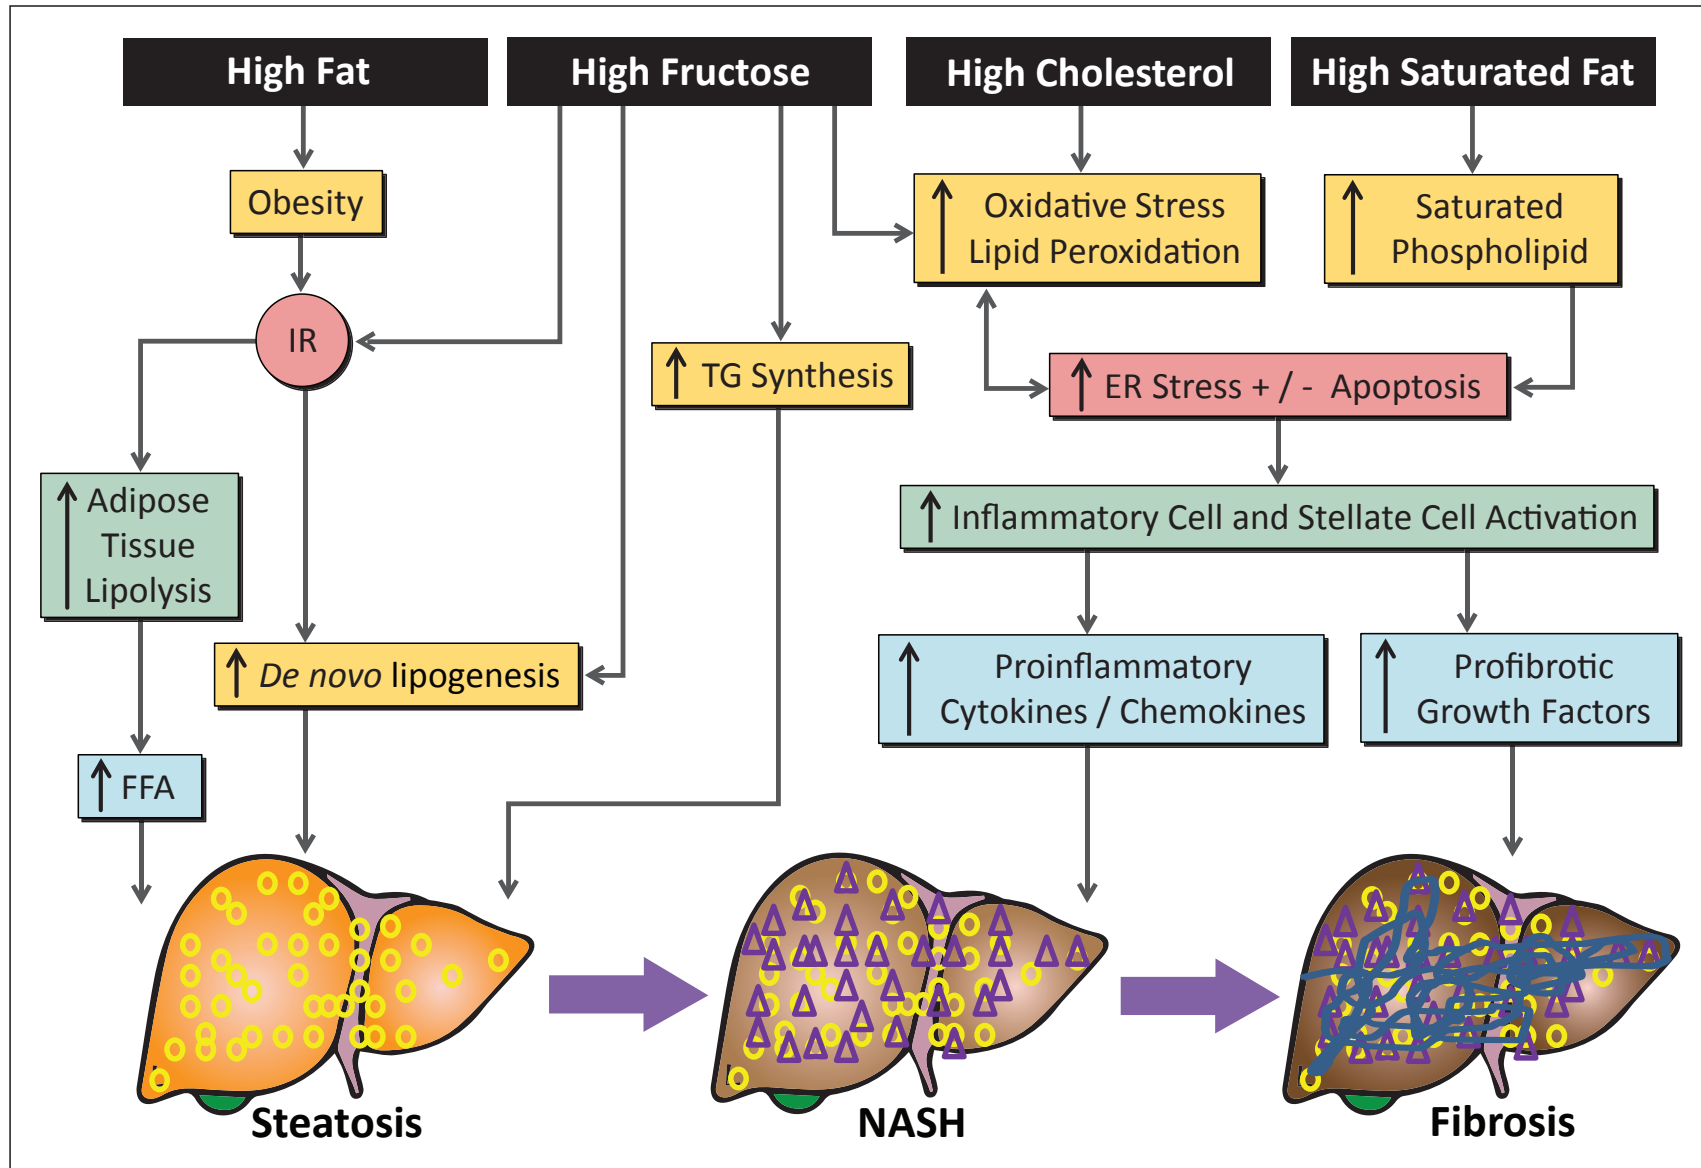 High Fat
High Fructose
High Cholesterol
High Saturated Fat
Obesity
Oxidative Stress
Lipid Peroxidation
Saturated
Phospholipid
IR
TG Synthesis
ER Stress + / -  Apoptosis
Adipose
Tissue
Lipolysis
Inflammatory Cell and Stellate Cell Activation
De novo lipogenesis
Proinflammatory
Cytokines / Chemokines
Profibrotic
Growth Factors
FFA
Steatosis
NASH
Fibrosis